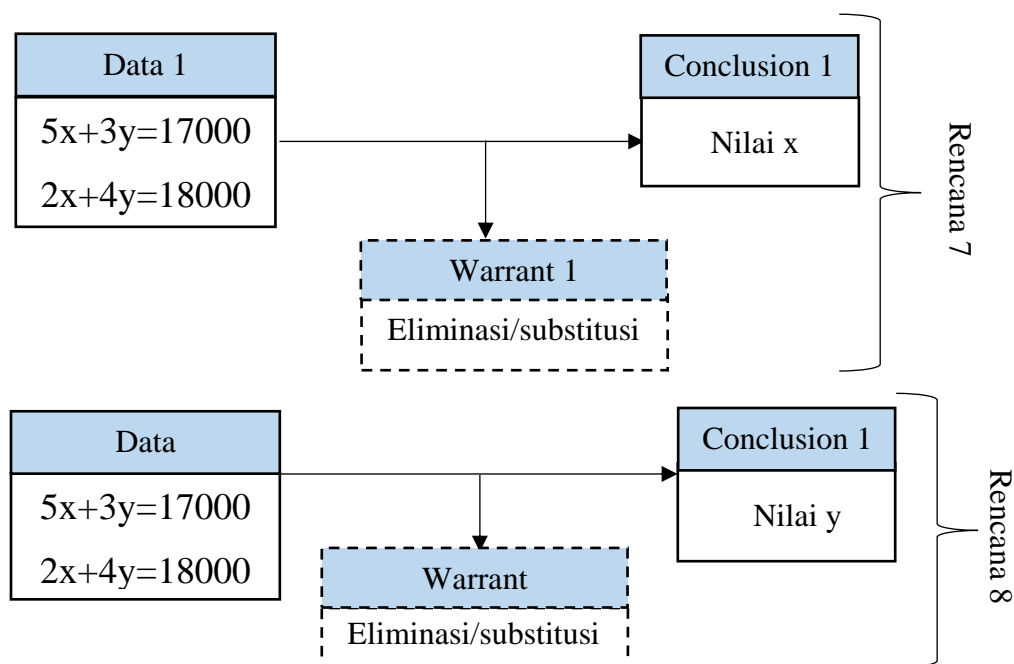 Data 1
5x+3y=17000
2x+4y=18000
Conclusion 1
Nilai x
Warrant 1
Eliminasi/substitusi
Rencana 7
Data
5x+3y=17000
2x+4y=18000
Conclusion 1
Nilai y
Warrant
Eliminasi/substitusi
Rencana 8